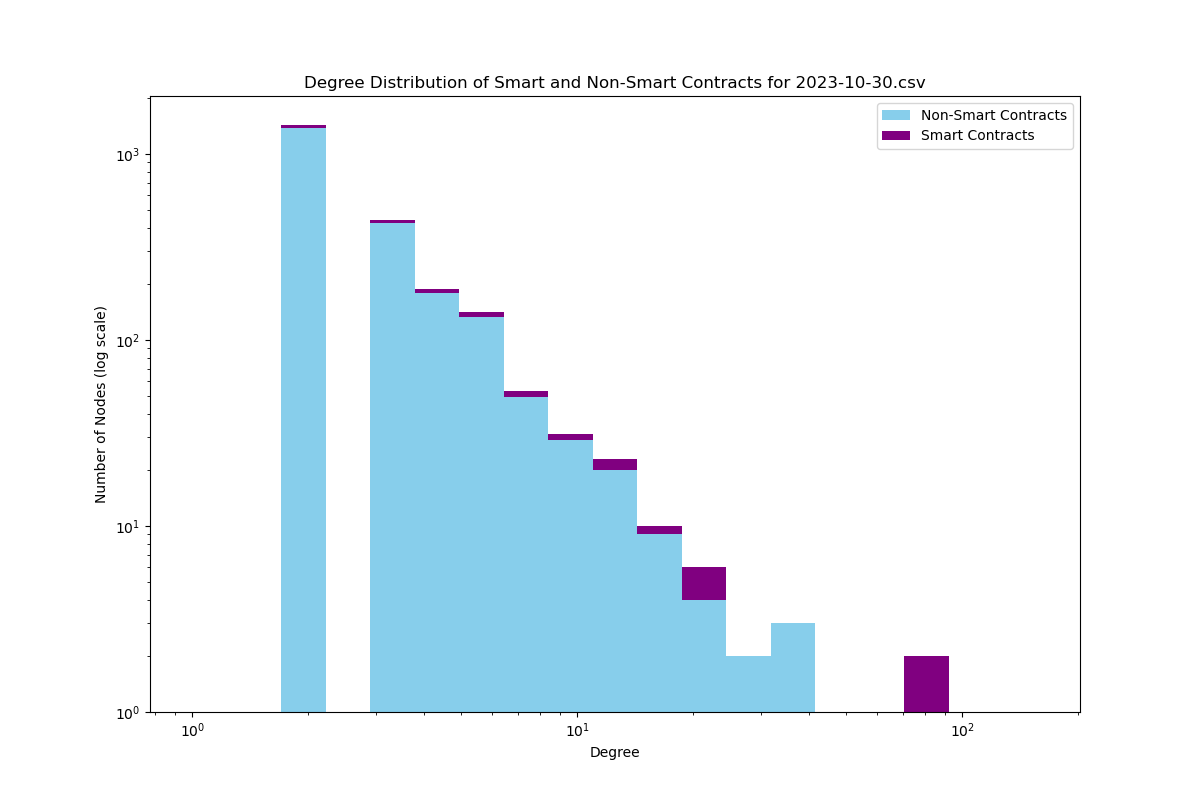 Degree Distribution of Smart and Non-Smart Contracts for 2023-10-30.csv
Non-Smart Contracts
Smart Contracts
Number of Nodes (log scale)
10³
10²
10¹
10⁰
10⁰ 10¹ 10²
Degree